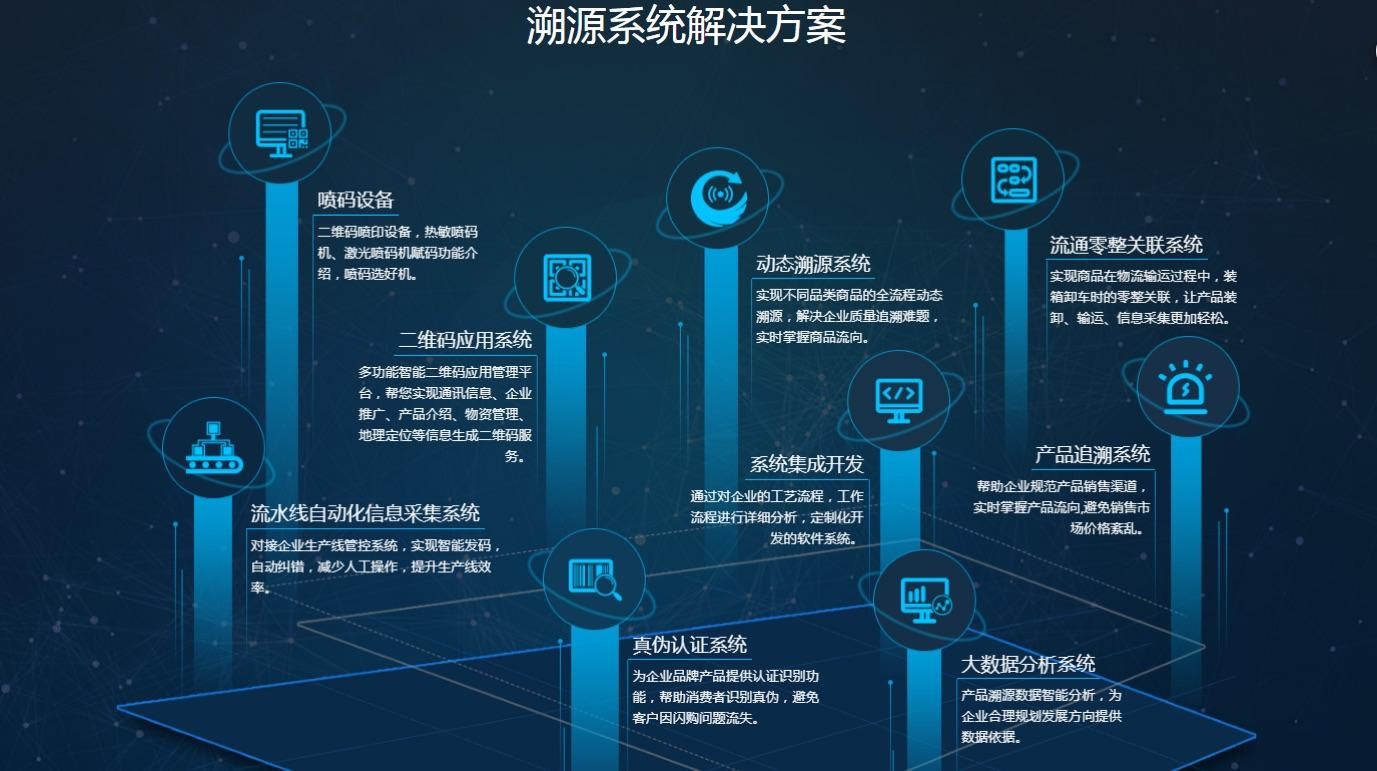 溯源系统解决方案
喷码设备
二维码喷印设备，热敏喷码
机、激光喷码机赋码功能介
绍，喷码选好机。
二维码应用系统
多功能智能二维码应用管理平
台，帮您实现通讯信息、企业
推广、产品介绍、物资管理、
地理定位等信息生成二维码服
务。
动态溯源系统
实现不同品类商品的全流程动态
溯源，解决企业质量追溯难题，
实时掌握商品流向。
流通零整关联系统
实现商品在物流输运过程中，装
箱卸车时的零整关联，让产品装
卸、输运、信息采集更加轻松。
流水线自动化信息采集系统
对接企业生产线管控系统，实现智能发码，
自动纠错，减少人工操作，提升生产线效
率。
系统集成开发
通过对企业的工艺流程，工作
流程进行详细分析，定制化开
发的软件系统。
产品追溯系统
帮助企业规范产品销售渠道，
实时掌握产品流向,避免销售市
场价格紊乱。
真伪认证系统
为企业品牌产品提供认证识别功
能，帮助消费者识别真伪，避免
客户因闪购问题流失。
大数据分析系统
产品溯源数据智能分析，为
企业合理规划发展方向提供
数据依据。